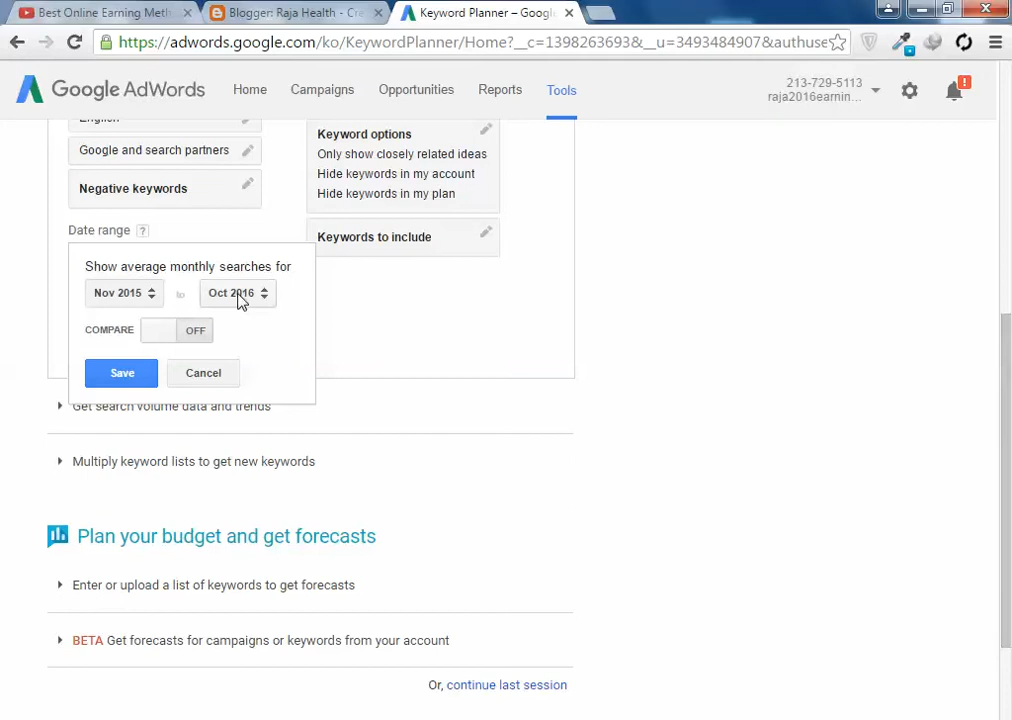 Best Online Earning Meth
Blogger: Raja Health - Cre
Keyword Planner – Googl
https://adwords.google.com/ko/KeywordPlanner/Home?__c=1398263693&__u=3493484907&authuse
Google AdWords
Home
Campaigns
Opportunities
Reports
Tools
213-729-5113
raja2016earnin...
!
English
Google and search partners
Negative keywords
Date range ?
Keyword options
Only show closely related ideas
Hide keywords in my account
Hide keywords in my plan
Keywords to include
Show average monthly searches for
Nov 2015 to Oct 2016
COMPARE OFF
Save Cancel
Get search volume data and trends
Multiply keyword lists to get new keywords
Plan your budget and get forecasts
Enter or upload a list of keywords to get forecasts
BETA Get forecasts for campaigns or keywords from your account
Or, continue last session